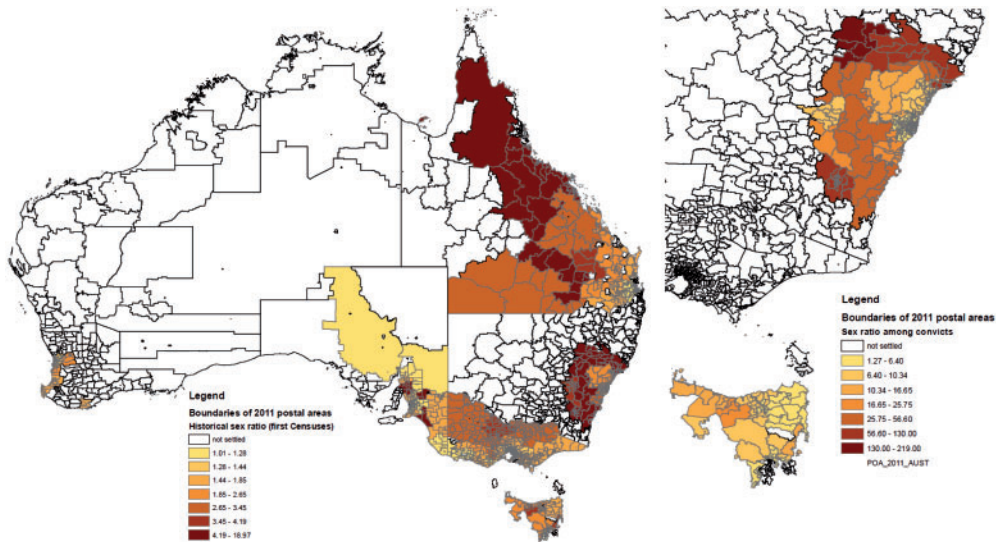 Legend
Boundaries of 2011 postal areas
Historical sex ratio (first Censuses)
not settled
1.01 - 1.28
1.28 - 1.44
1.44 - 1.85
1.85 - 2.65
2.65 - 3.45
3.45 - 4.19
4.19 - 18.97
Legend
Boundaries of 2011 postal areas
Sex ratio among convicts
not settled
1.27 - 6.40
6.40 - 10.34
10.34 - 16.65
16.65 - 25.75
25.75 - 56.60
56.60 - 130.00
130.00 - 219.00
POA_2011_AUST